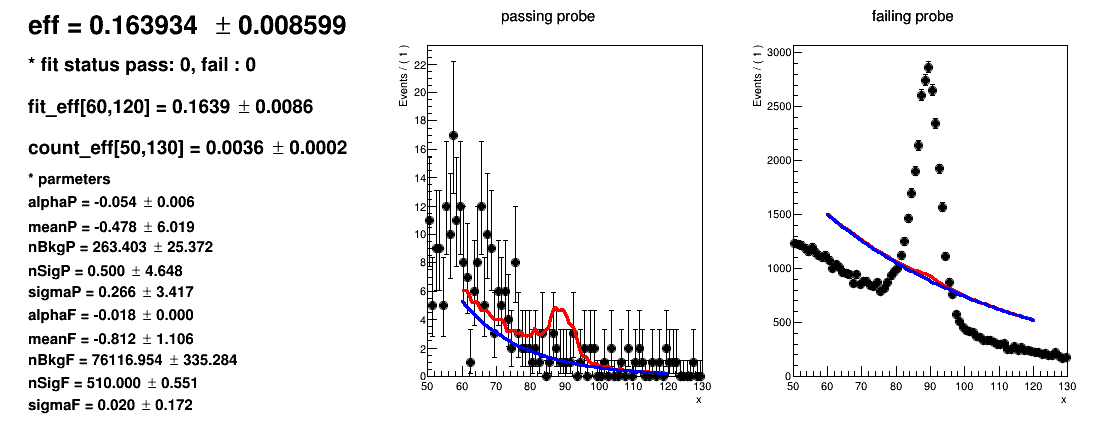 eff = 0.163934 ± 0.008599
* fit status pass: 0, fail : 0
fit_eff[60,120] = 0.1639 ± 0.0086
count_eff[50,130] = 0.0036 ± 0.0002
* parmeters
alphaP = -0.054 ± 0.006
meanP = -0.478 ± 6.019
nBkgP = 263.403 ± 25.372
nSigP = 0.500 ± 4.648
sigmaP = 0.266 ± 3.417
alphaF = -0.018 ± 0.000
meanF = -0.812 ± 1.106
nBkgF = 76116.954 ± 335.284
nSigF = 510.000 ± 0.551
sigmaF = 0.020 ± 0.172
passing probe
Events / ( 1 )
22
20
18
16
14
12
10
8
6
4
2
0
50 60 70 80 90 100 110 120 130
x
failing probe
Events / ( 1 )
3000
2500
2000
1500
1000
500
0
50 60 70 80 90 100 110 120 130
x